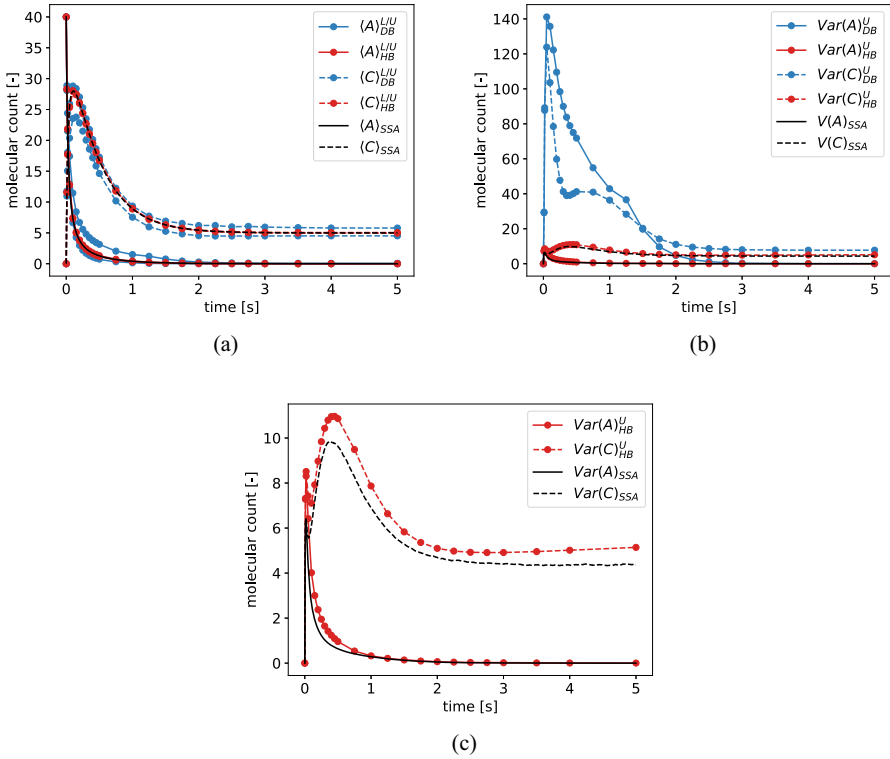 molecular count [-]
40
35
30
25
20
15
10
5
0
0 1 2 3 4 5
time [s]
⟨A⟩^{L/U}_{DB}
⟨A⟩^{L/U}_{HB}
⟨C⟩^{L/U}_{DB}
⟨C⟩^{L/U}_{HB}
⟨A⟩_{SSA}
⟨C⟩_{SSA}
(a)
molecular count [-]
140
120
100
80
60
40
20
0
0 1 2 3 4 5
time [s]
Var(A)^U_{DB}
Var(A)^U_{HB}
Var(C)^U_{DB}
Var(C)^U_{HB}
V(A)_{SSA}
V(C)_{SSA}
(b)
molecular count [-]
10
8
6
4
2
0
0 1 2 3 4 5
time [s]
Var(A)^U_{HB}
Var(C)^U_{HB}
Var(A)_{SSA}
Var(C)_{SSA}
(c)